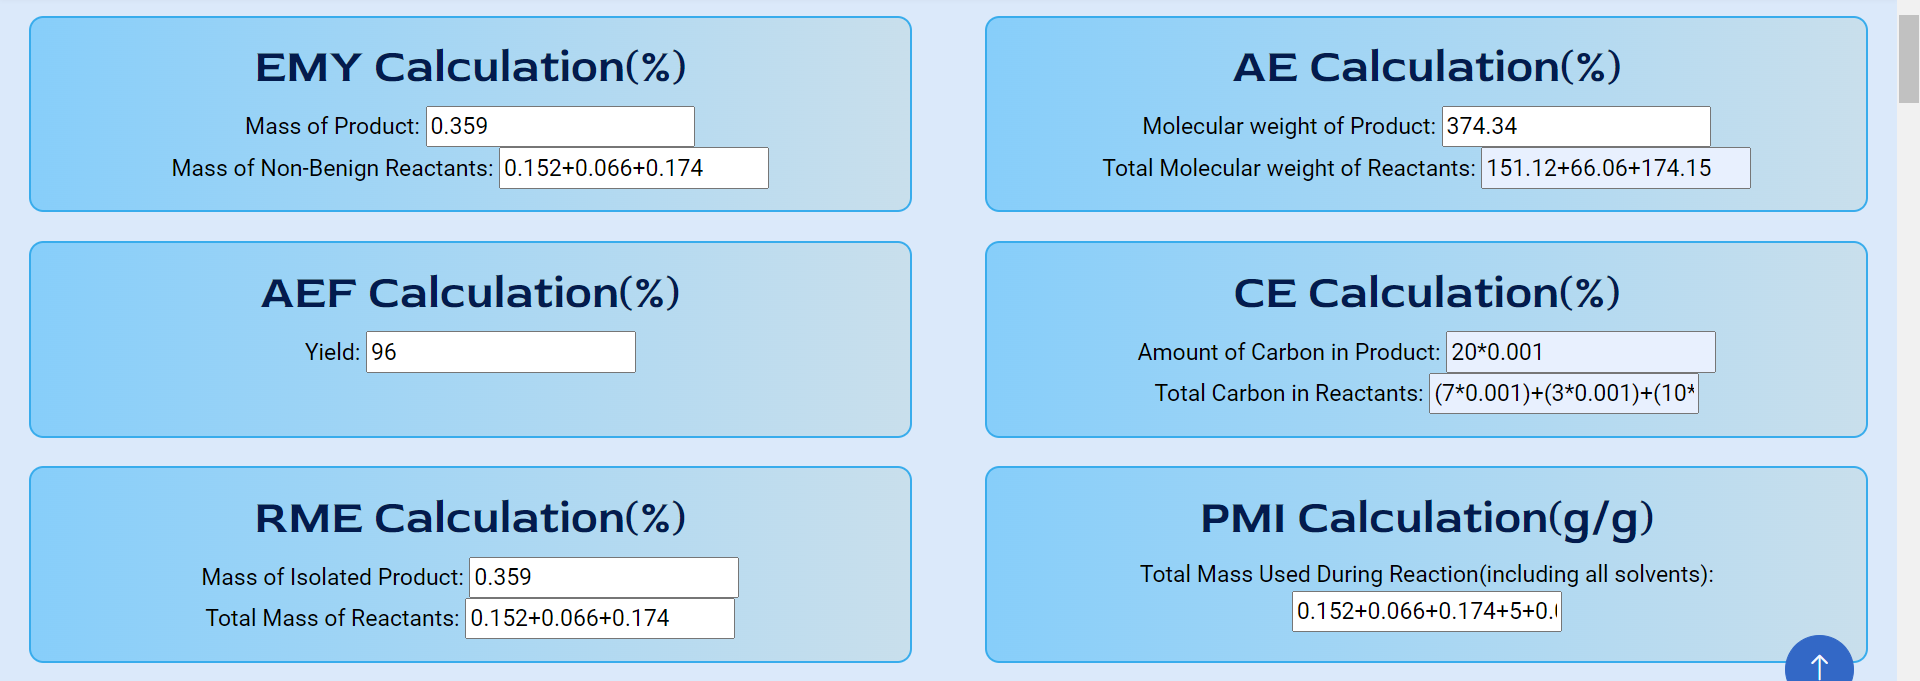 EMY Calculation(%)
Mass of Product: 0.359
Mass of Non-Benign Reactants: 0.152+0.066+0.174
AE Calculation(%)
Molecular weight of Product: 374.34
Total Molecular weight of Reactants: 151.12+66.06+174.15
AEF Calculation(%)
Yield: 96
CE Calculation(%)
Amount of Carbon in Product: 20*0.001
Total Carbon in Reactants: (7*0.001)+(3*0.001)+(10*
RME Calculation(%)
Mass of Isolated Product: 0.359
Total Mass of Reactants: 0.152+0.066+0.174
PMI Calculation(g/g)
Total Mass Used During Reaction(including all solvents):
0.152+0.066+0.174+5+0.